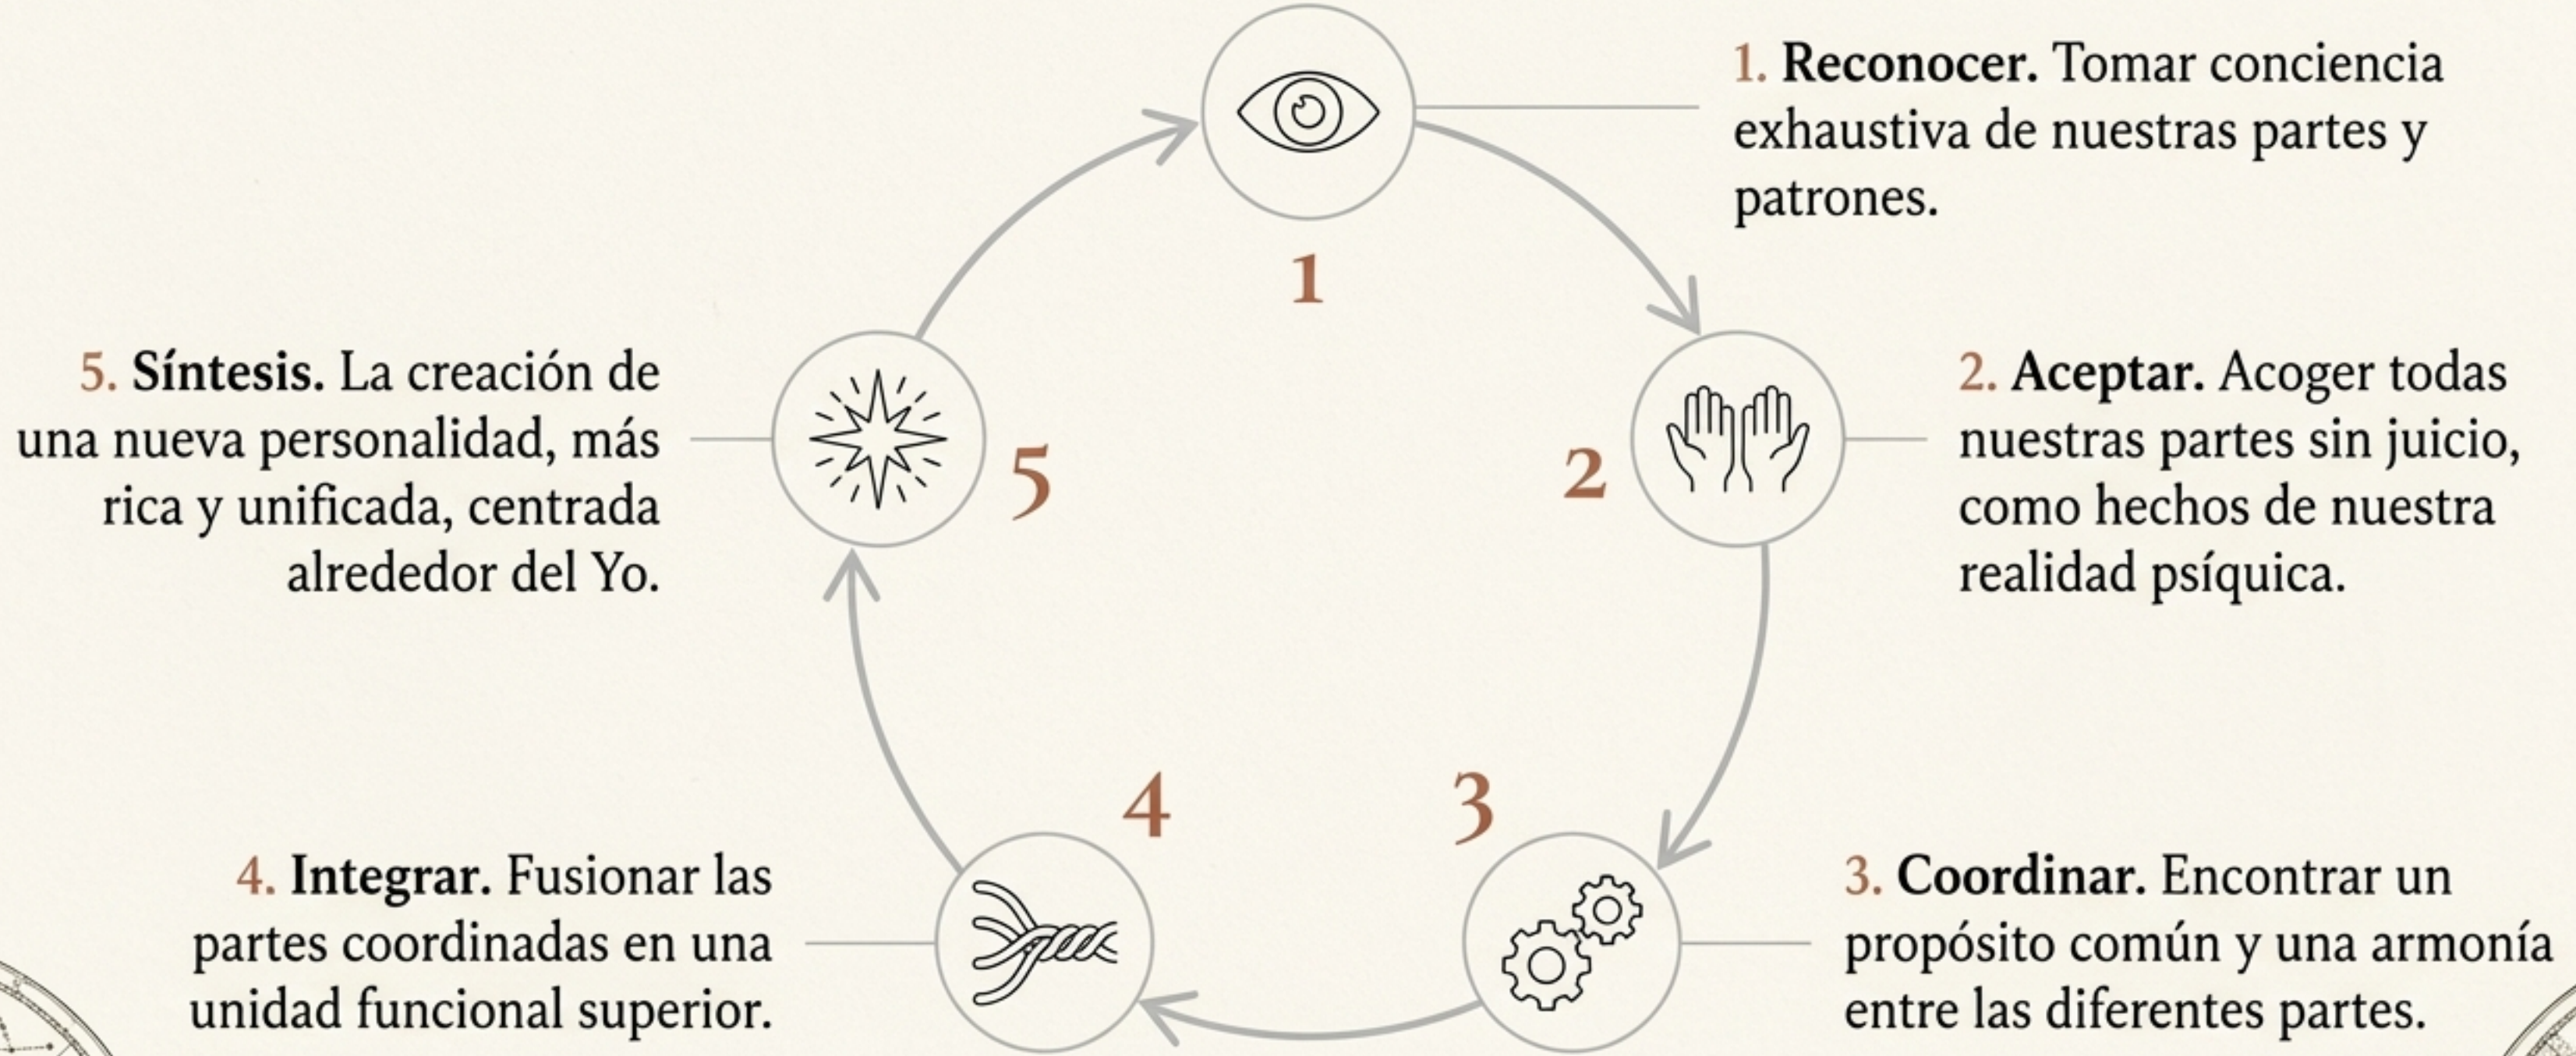 1. Reconocer. Tomar conciencia
exhaustiva de nuestras partes y
patrones.
1
2. Aceptar. Acoger todas
nuestras partes sin juicio,
como hechos de nuestra
realidad psíquica.
2
3. Coordinar. Encontrar un
propósito común y una armonía
entre las diferentes partes.
3
4. Integrar. Fusionar las
partes coordinadas en una
unidad funcional superior.
4
5. Síntesis. La creación de
una nueva personalidad, más
rica y unificada, centrada
alrededor del Yo.
5